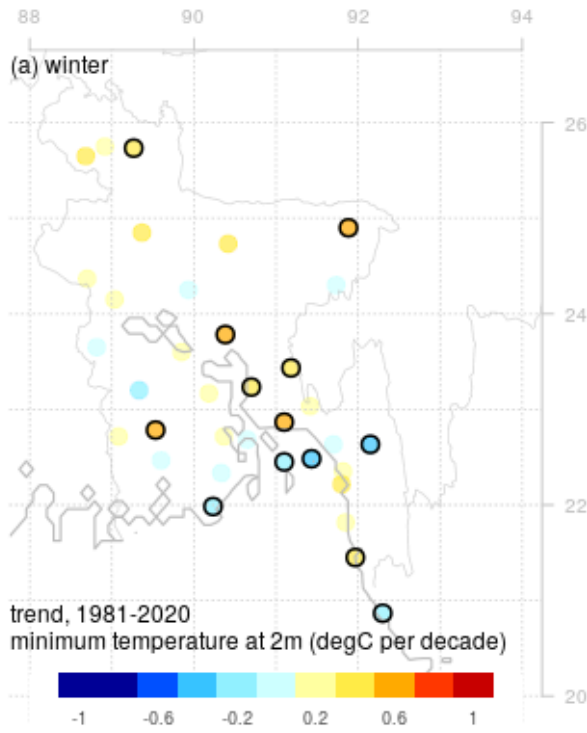 88 90 92 94
(a) winter
26
24
22
trend, 1981-2020
minimum temperature at 2m (degC per decade)
20
-1 -0.6 -0.2 0.2 0.6 1